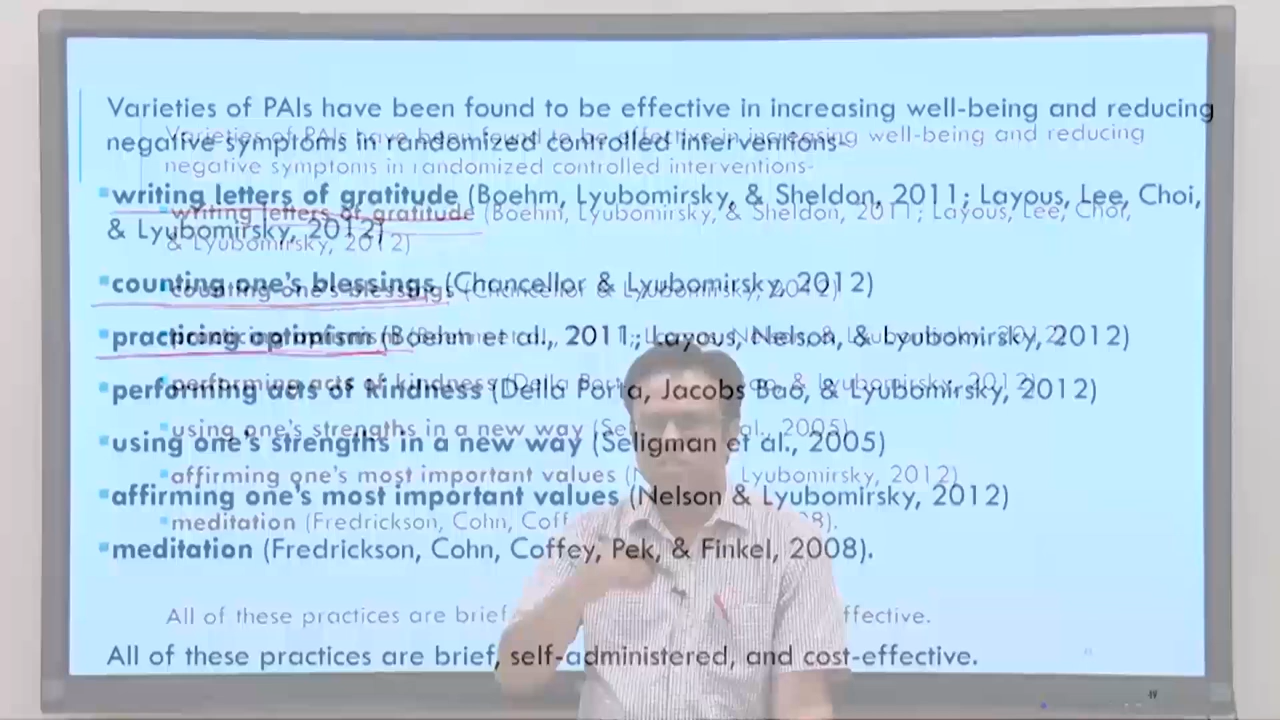 Varieties of PAIs have been found to be effective in increasing well-being and reducing
negative symptoms in randomized controlled interventions-
writing letters of gratitude (Boehm, Lyubomirsky, & Sheldon, 2011; Layous, Lee, Choi,
& Lyubomirsky, 2012)
counting one's blessings (Chancellor & Lyubomirsky, 2012)
practicing optimism (Boehm et al., 2011; Layous, Nelson, & Lyubomirsky, 2012)
performing acts of kindness (Della Porta, Jacobs Bao, & Lyubomirsky, 2012)
using one's strengths in a new way (Seligman et al., 2005)
affirming one's most important values (Nelson & Lyubomirsky, 2012)
meditation (Fredrickson, Cohn, Coffey, Pek, & Finkel, 2008).
All of these practices are brief, self-administered, and cost-effective.